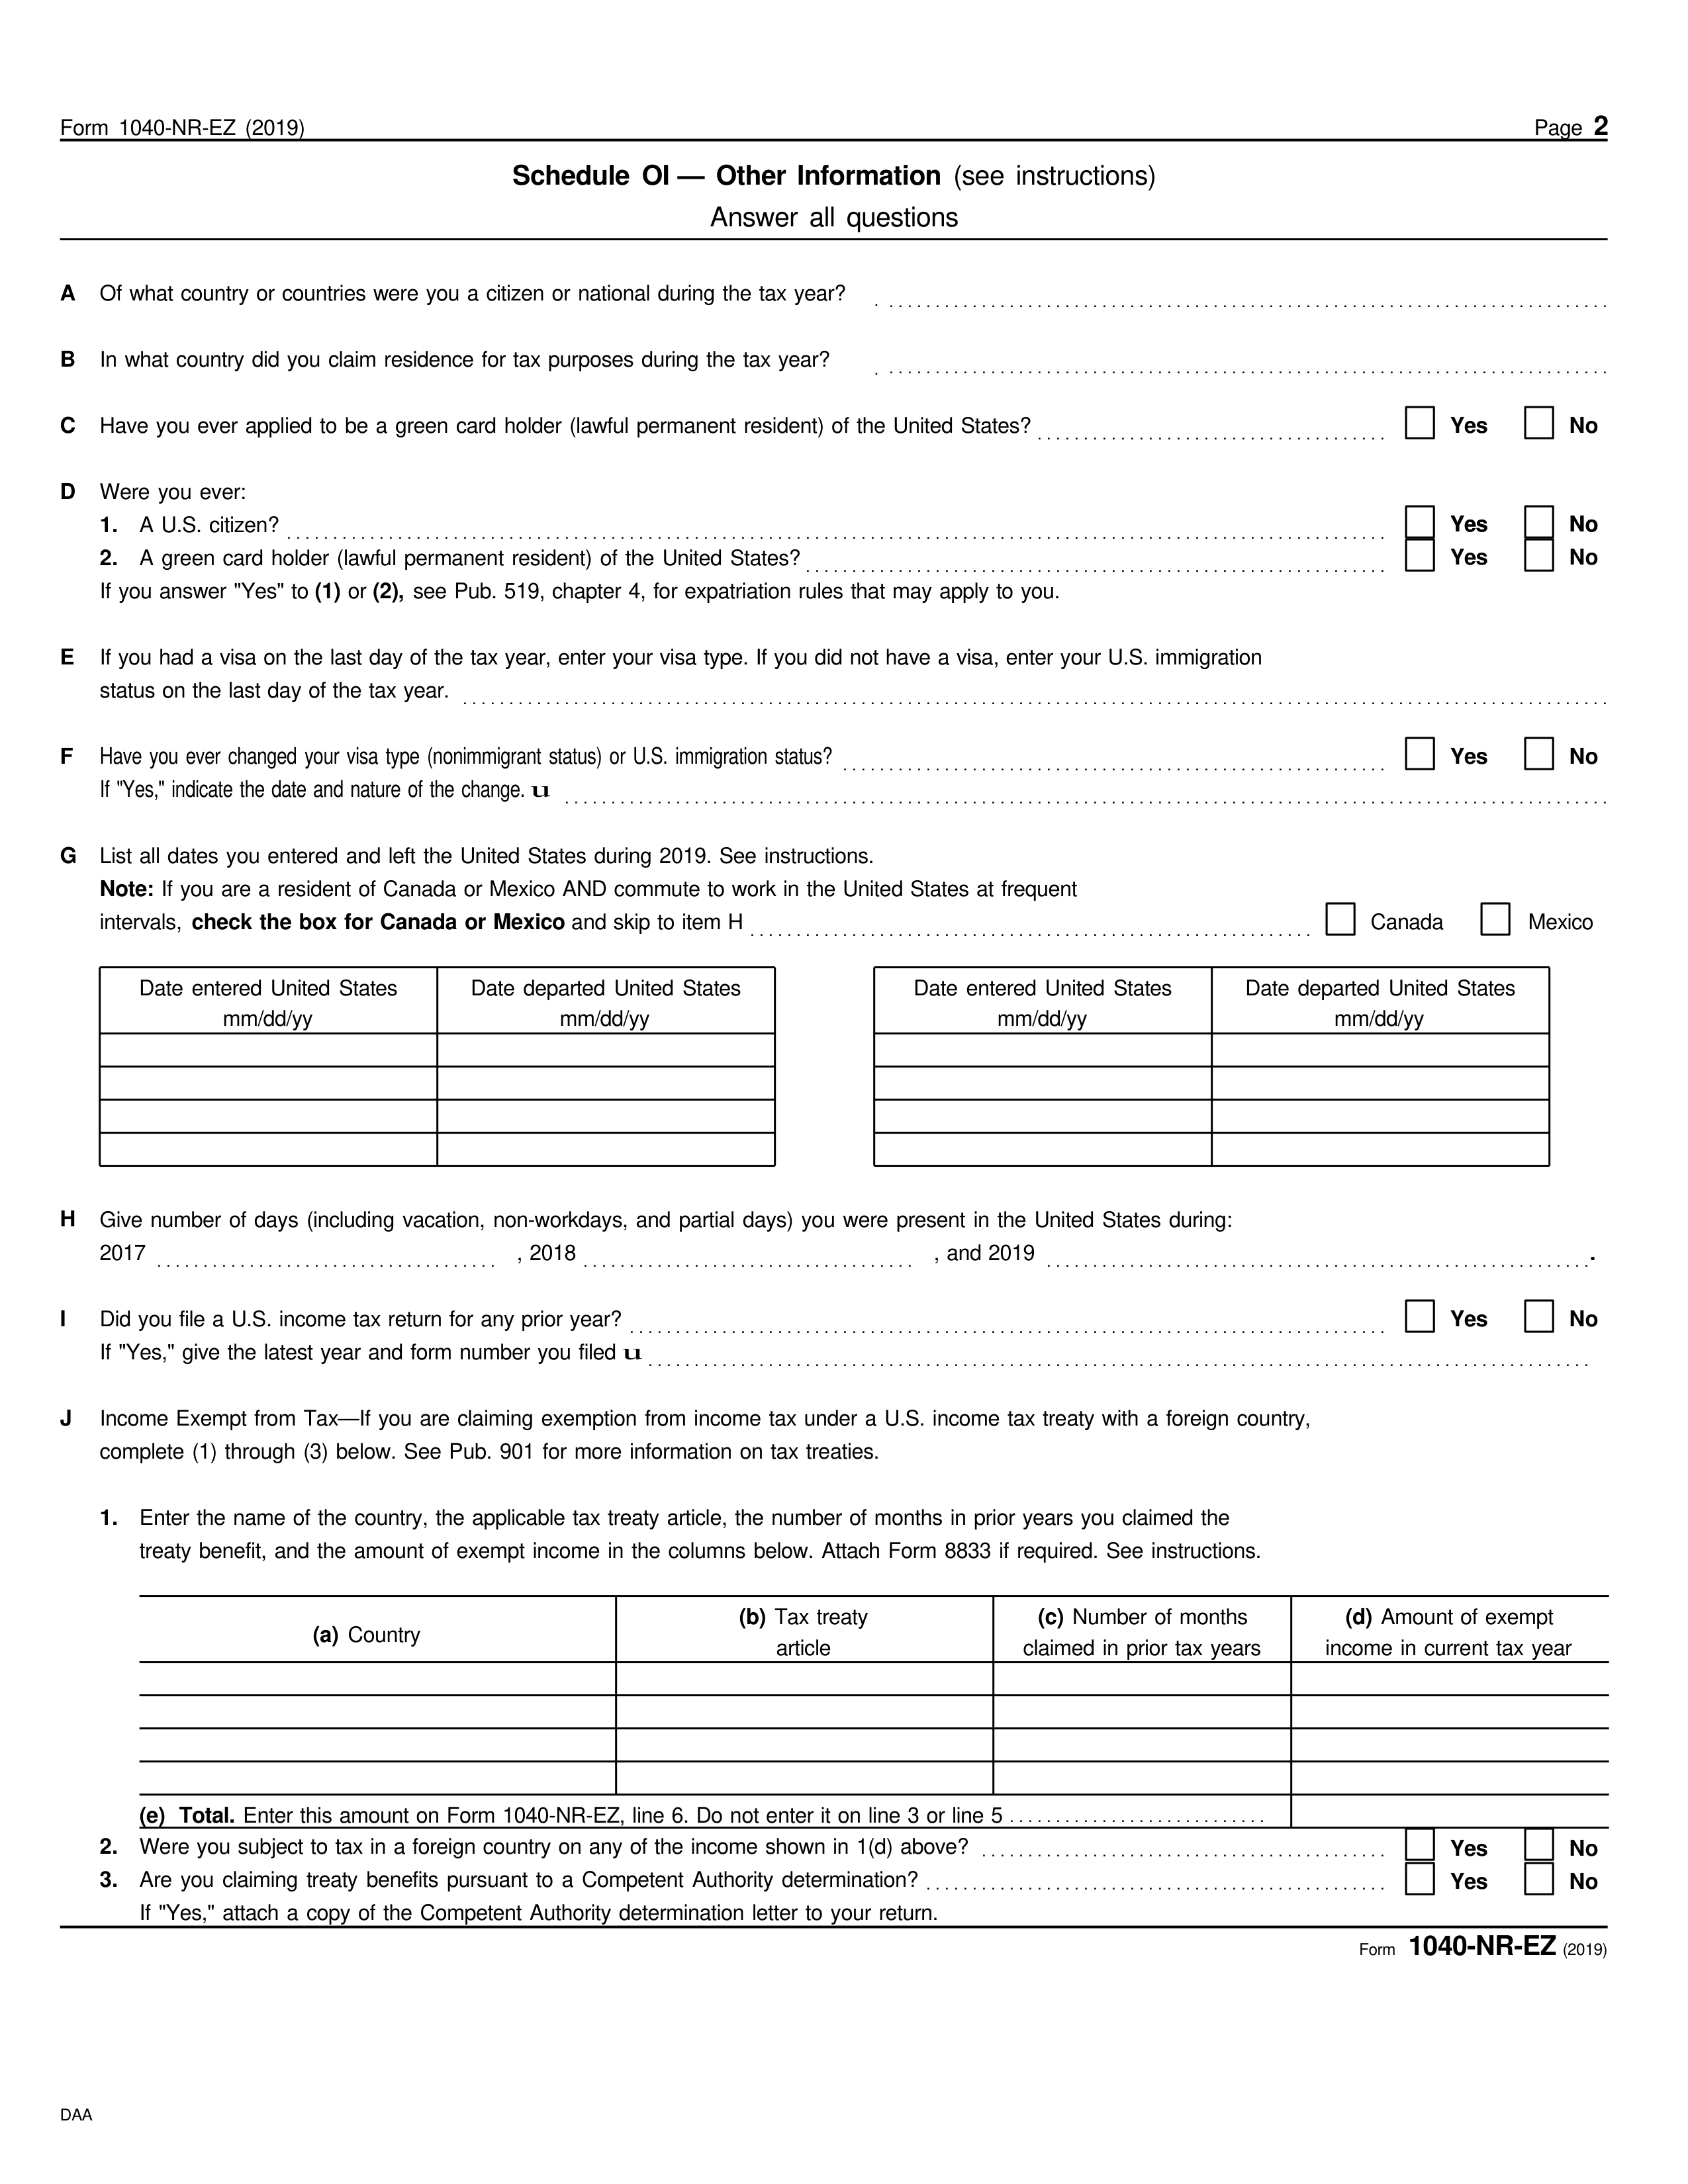 Form 1040-NR-EZ (2019) Page 2
Schedule OI — Other Information (see instructions)
Answer all questions
A Of what country or countries were you a citizen or national during the tax year?
B In what country did you claim residence for tax purposes during the tax year?
C Have you ever applied to be a green card holder (lawful permanent resident) of the United States? Yes No
D Were you ever:
1. A U.S. citizen? Yes No
2. A green card holder (lawful permanent resident) of the United States? Yes No
If you answer "Yes" to (1) or (2), see Pub. 519, chapter 4, for expatriation rules that may apply to you.
E If you had a visa on the last day of the tax year, enter your visa type. If you did not have a visa, enter your U.S. immigration
status on the last day of the tax year.
F Have you ever changed your visa type (nonimmigrant status) or U.S. immigration status? Yes No
If "Yes," indicate the date and nature of the change. u
G List all dates you entered and left the United States during 2019. See instructions.
Note: If you are a resident of Canada or Mexico AND commute to work in the United States at frequent
intervals, check the box for Canada or Mexico and skip to item H Canada Mexico
Date entered United States Date departed United States Date entered United States Date departed United States
mm/dd/yy mm/dd/yy mm/dd/yy mm/dd/yy
H Give number of days (including vacation, non-workdays, and partial days) you were present in the United States during:
2017 , 2018 , and 2019 .
I Did you file a U.S. income tax return for any prior year? Yes No
If "Yes," give the latest year and form number you filed u
J Income Exempt from Tax—If you are claiming exemption from income tax under a U.S. income tax treaty with a foreign country,
complete (1) through (3) below. See Pub. 901 for more information on tax treaties.
1. Enter the name of the country, the applicable tax treaty article, the number of months in prior years you claimed the
treaty benefit, and the amount of exempt income in the columns below. Attach Form 8833 if required. See instructions.
(a) Country (b) Tax treaty (c) Number of months (d) Amount of exempt
article claimed in prior tax years income in current tax year
(e) Total. Enter this amount on Form 1040-NR-EZ, line 6. Do not enter it on line 3 or line 5
2. Were you subject to tax in a foreign country on any of the income shown in 1(d) above? Yes No
3. Are you claiming treaty benefits pursuant to a Competent Authority determination? Yes No
If "Yes," attach a copy of the Competent Authority determination letter to your return.
Form 1040-NR-EZ (2019)
DAA